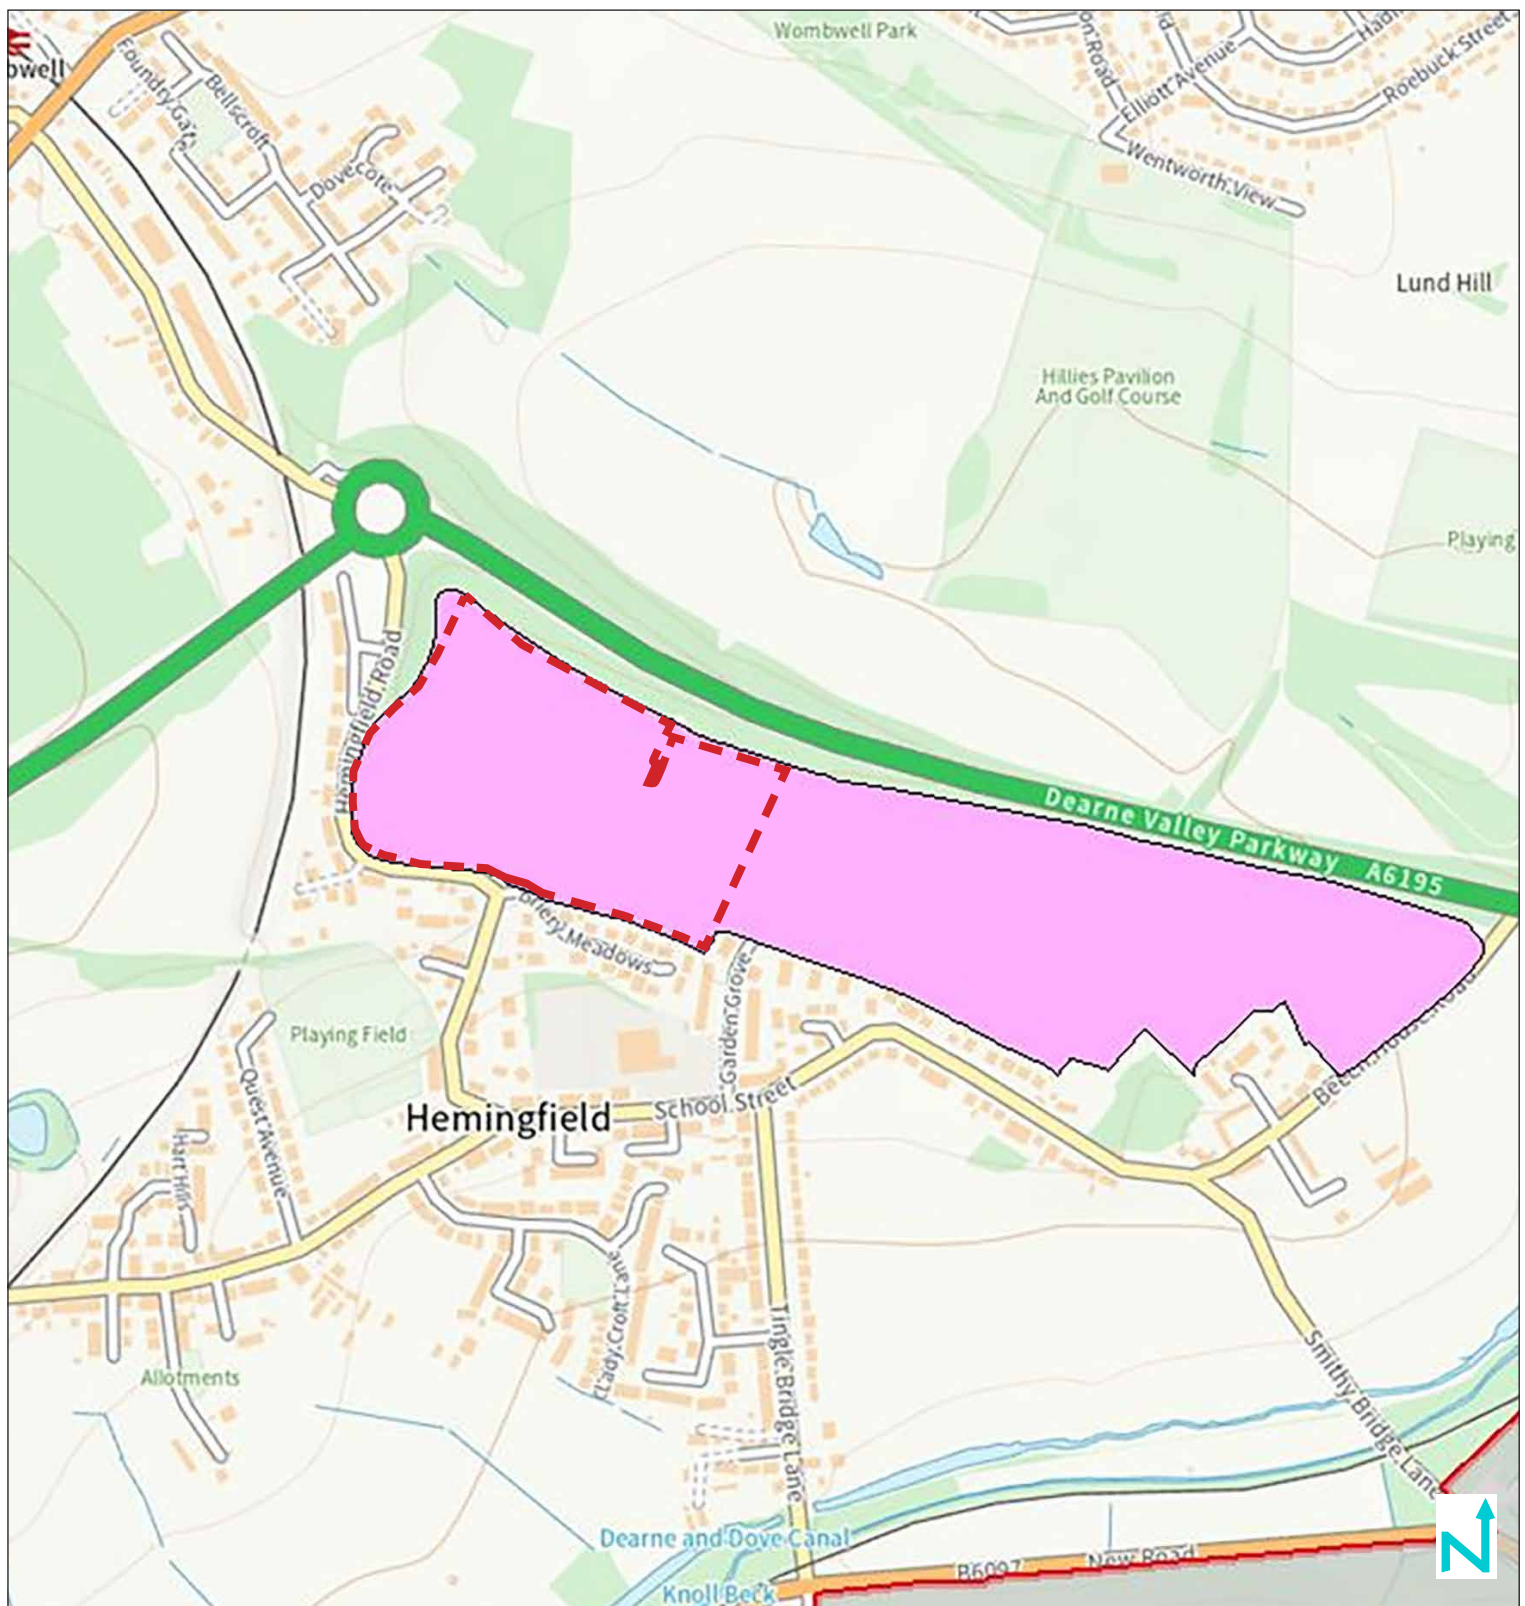 Wombwell Park
Foundry Gate
Bellscroft
Dovecote
Elliott Avenue
Roebuck Street
Wentworth View
Lund Hill
Hillies Pavilion
And Golf Course
Playing
Hemingfield Road
Dearne Valley Parkway A6195
Briery Meadows
Garden Grove
Playing Field
Quest Avenue
Hemingfield
School Street
Hart Hill
Lady Croft Lane
Tingle Bridge Lane
Allotments
Smithy Bridge Lane
Dearne and Dove Canal
B6097 New Road
Knoll Beck
N